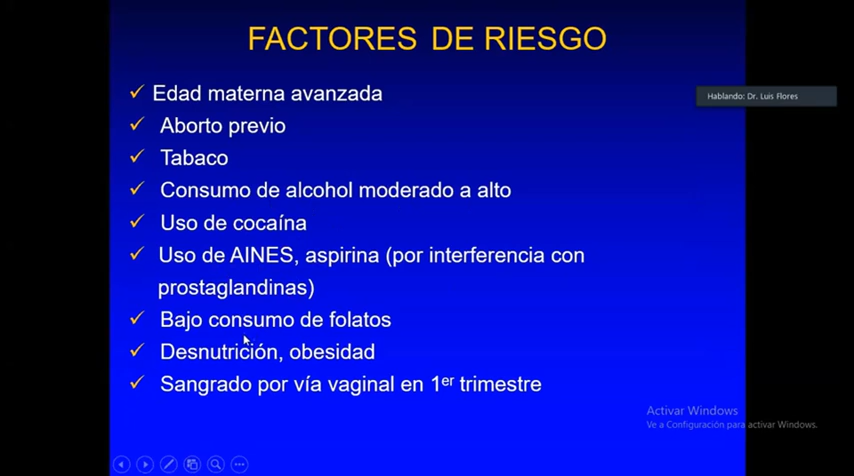 FACTORES DE RIESGO
Hablando: Dr. Luis Flores
✓ Edad materna avanzada
✓ Aborto previo
✓ Tabaco
✓ Consumo de alcohol moderado a alto
✓ Uso de cocaína
✓ Uso de AINES, aspirina (por interferencia con
prostaglandinas)
✓ Bajo consumo de folatos
✓ Desnutrición, obesidad
✓ Sangrado por vía vaginal en 1er trimestre
Activar Windows
Ve a Configuración para activar Windows.